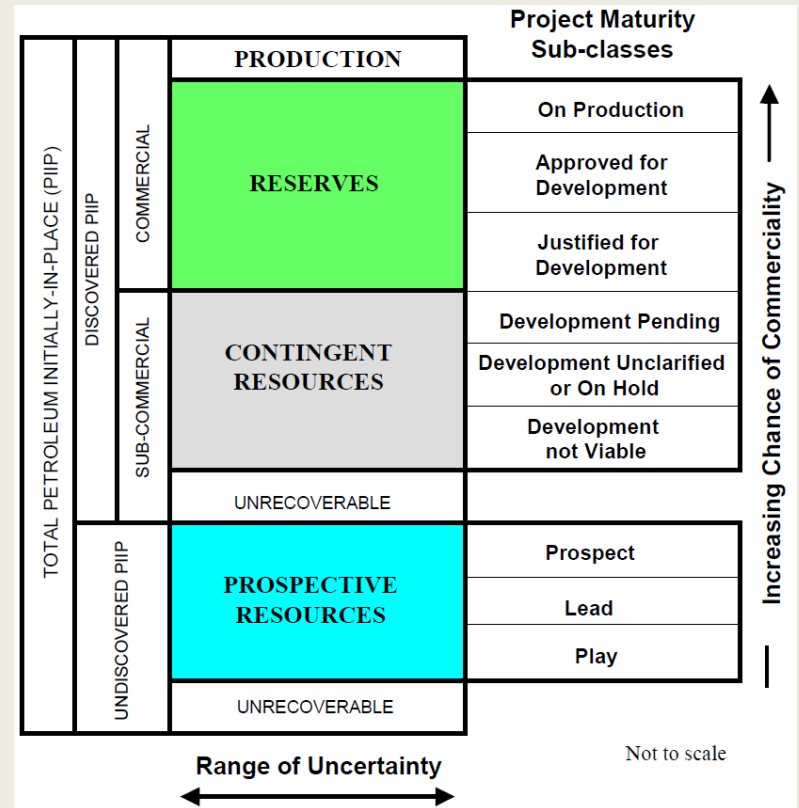 Project Maturity
Sub-classes
TOTAL PETROLEUM INITIALLY-IN-PLACE (PIIP)
DISCOVERED PIIP
COMMERCIAL
PRODUCTION
RESERVES
On Production
Approved for
Development
Justified for
Development
SUB-COMMERCIAL
CONTINGENT
RESOURCES
Development Pending
Development Unclarified
or On Hold
Development
not Viable
UNRECOVERABLE
UNDISCOVERED PIIP
PROSPECTIVE
RESOURCES
Prospect
Lead
Play
UNRECOVERABLE
Increasing Chance of Commerciality
Range of Uncertainty
Not to scale